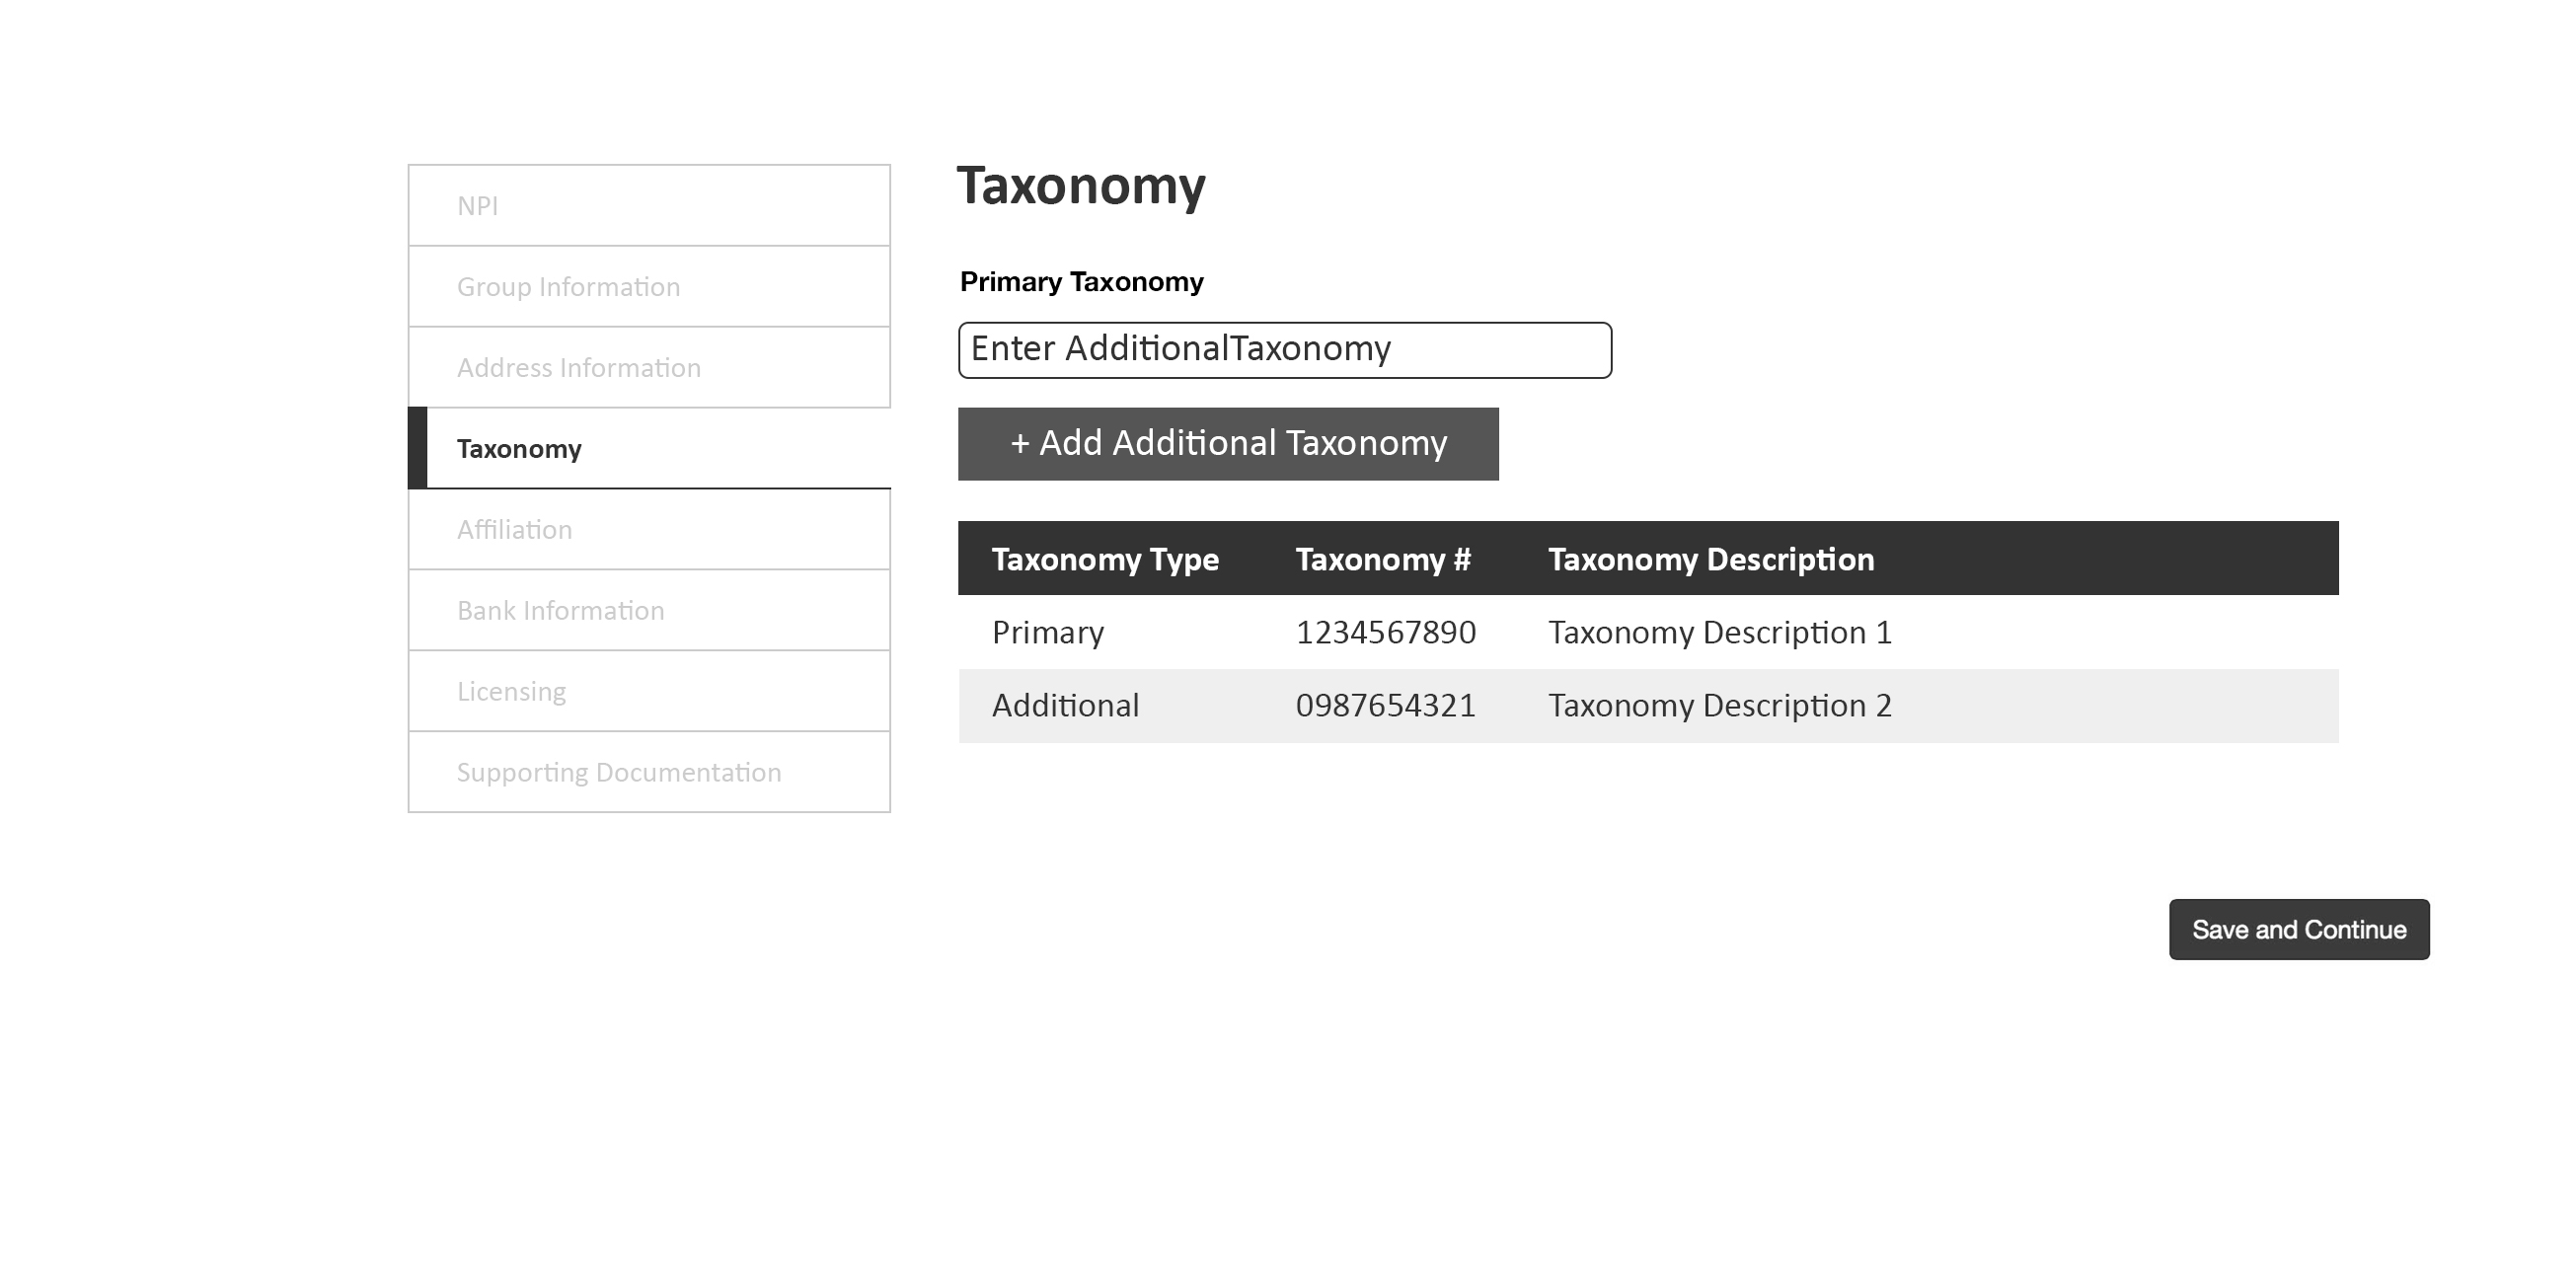 NPI
Group Information
Address Information
Taxonomy
Affiliation
Bank Information
Licensing
Supporting Documentation
Taxonomy
Primary Taxonomy
Enter AdditionalTaxonomy
+ Add Additional Taxonomy
Taxonomy Type Taxonomy # Taxonomy Description
Primary 1234567890 Taxonomy Description 1
Additional 0987654321 Taxonomy Description 2
Save and Continue